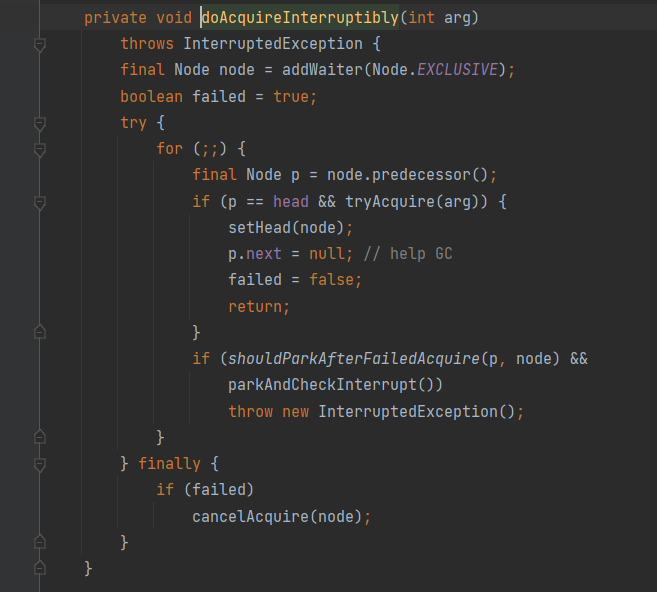 private void doAcquireInterruptibly(int arg)
    throws InterruptedException {
    final Node node = addWaiter(Node.EXCLUSIVE);
    boolean failed = true;
    try {
        for (;;) {
            final Node p = node.predecessor();
            if (p == head && tryAcquire(arg)) {
                setHead(node);
                p.next = null; // help GC
                failed = false;
                return;
            }
            if (shouldParkAfterFailedAcquire(p, node) &&
                parkAndCheckInterrupt())
                throw new InterruptedException();
        }
    } finally {
        if (failed)
            cancelAcquire(node);
    }
}